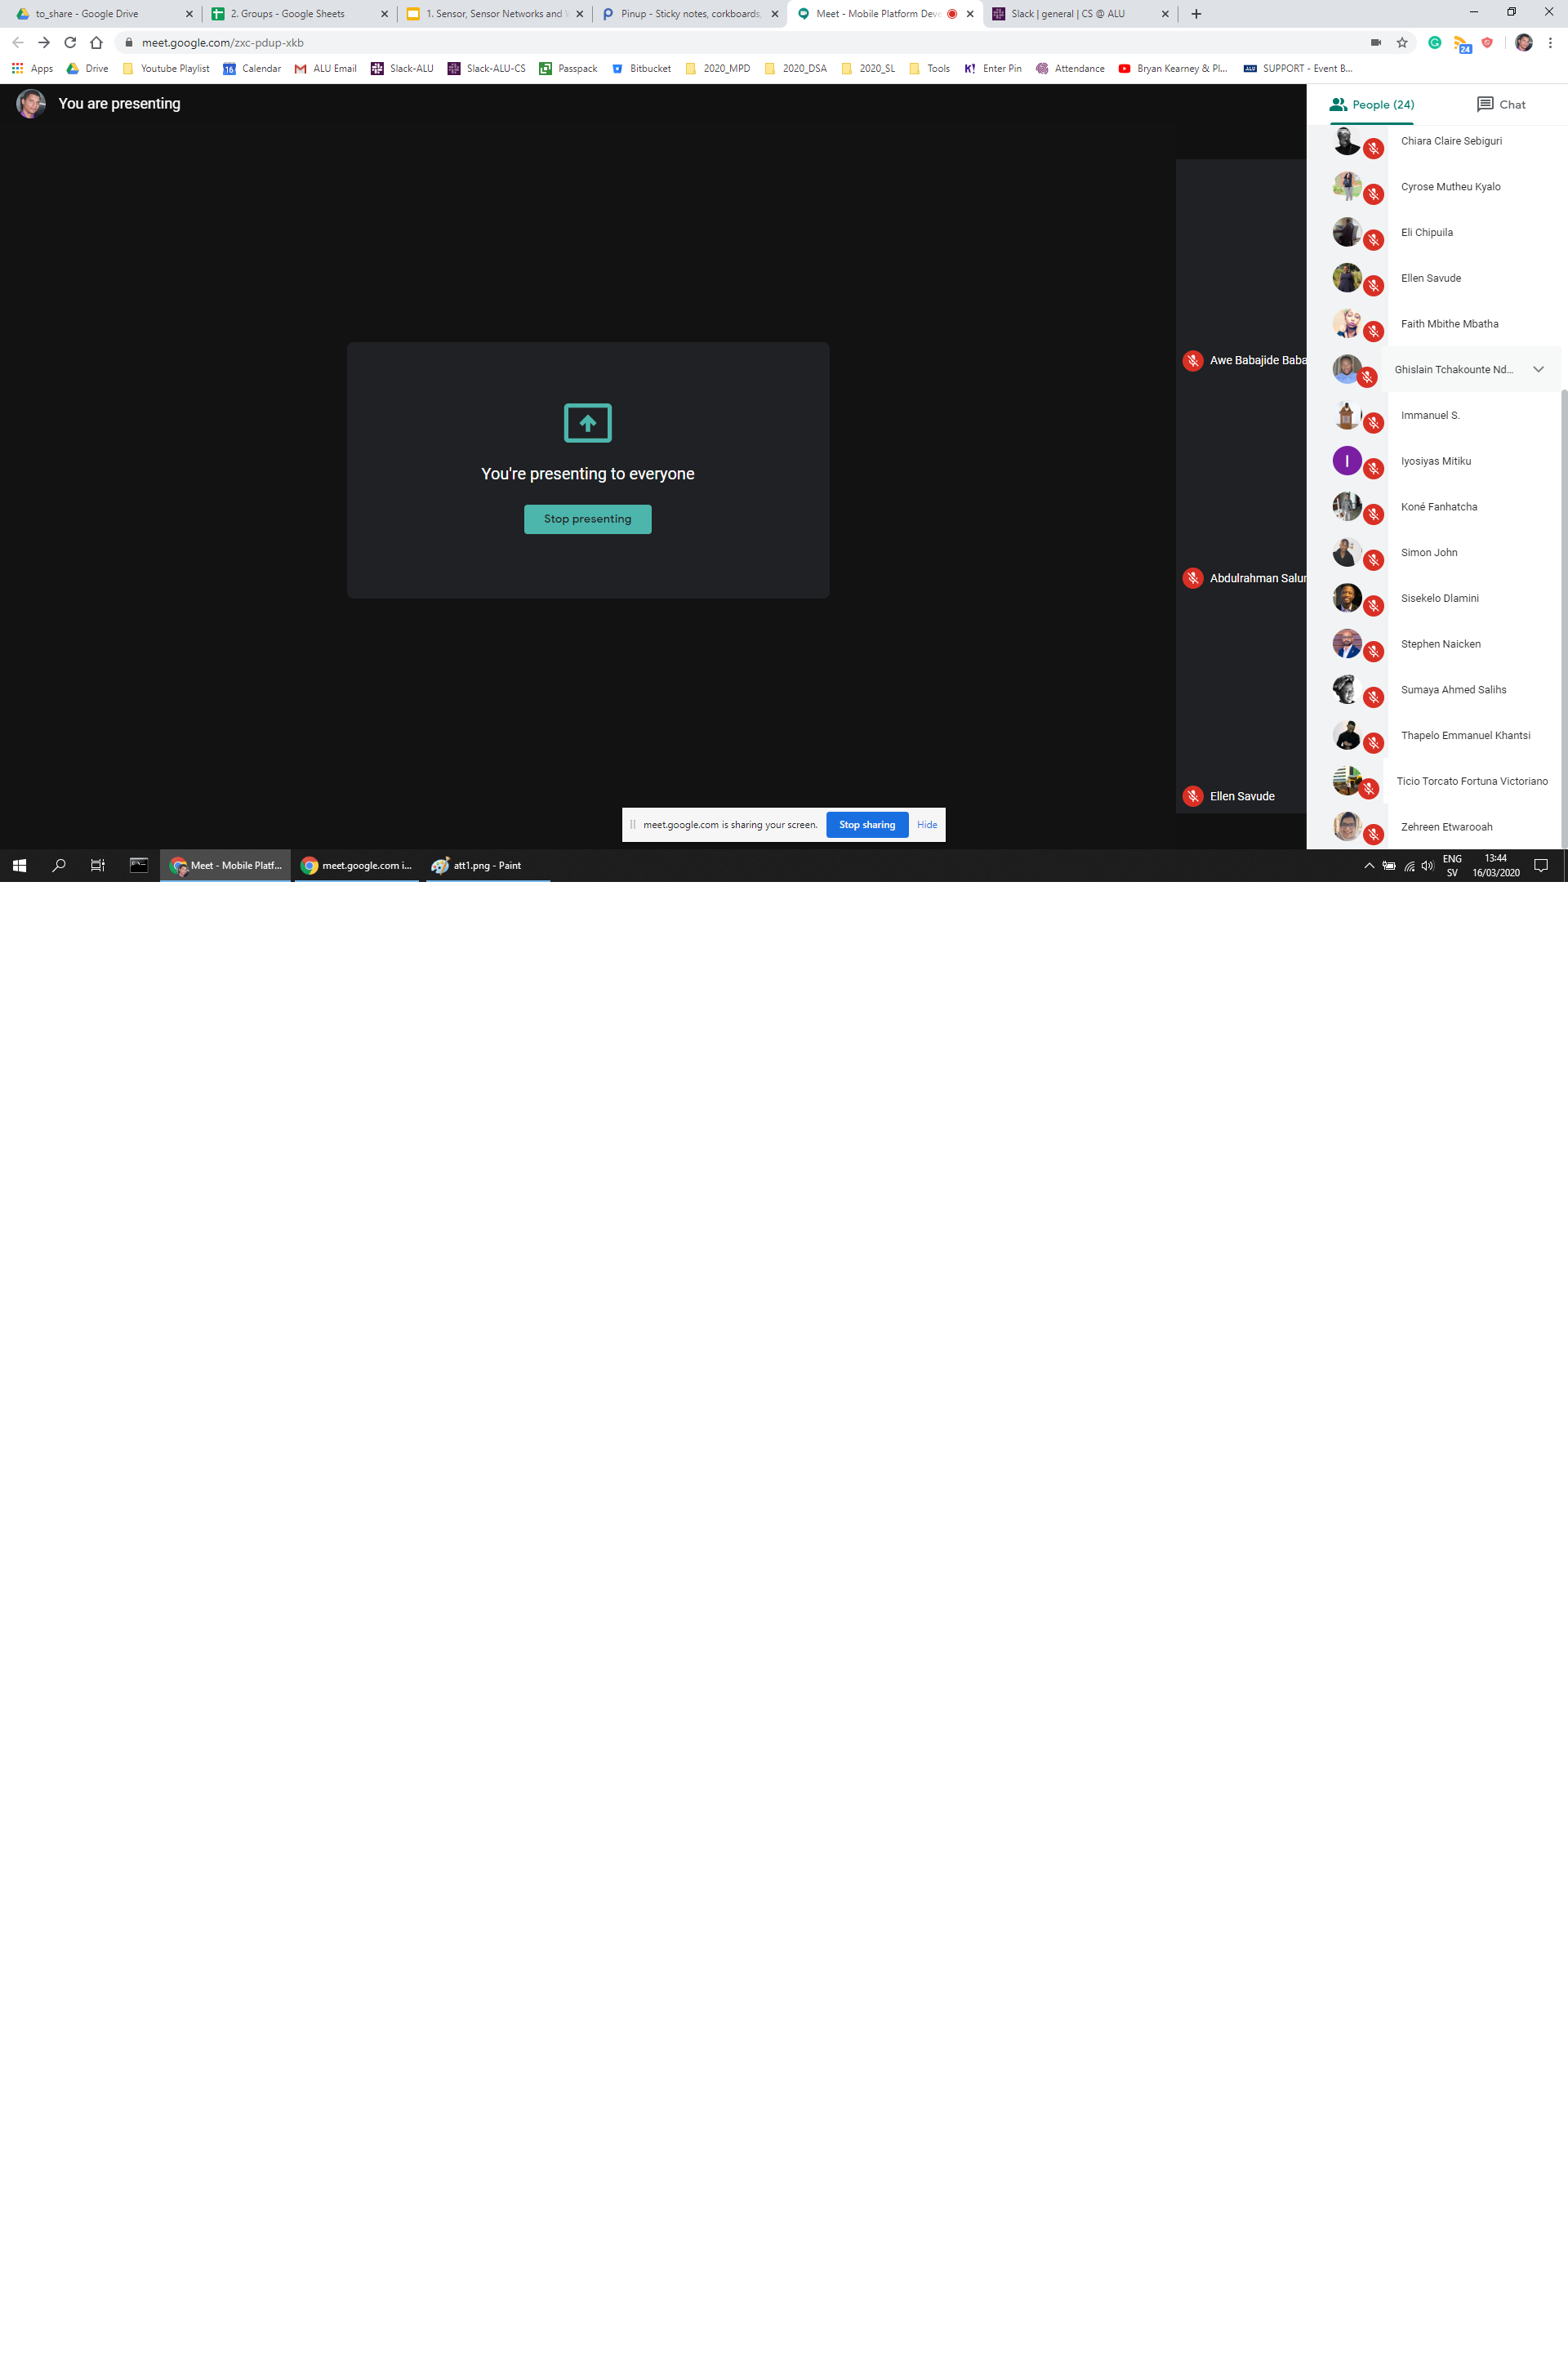 to_share - Google Drive
2. Groups - Google Sheets
1. Sensor, Sensor Networks and
Pinup - Sticky notes, corkboards,
Meet - Mobile Platform Deve
Slack | general | CS @ ALU
meet.google.com/zxc-pdup-xkb
24
Apps
Drive
Youtube Playlist
16
Calendar
ALU Email
Slack-ALU
Slack-ALU-CS
Passpack
Bitbucket
2020_MPD
2020_DSA
2020_SL
Tools
K! Enter Pin
Attendance
Bryan Kearney & Pl...
ALU SUPPORT - Event B...
You are presenting
You're presenting to everyone
Stop presenting
Awe Babajide Baba
Abdulrahman Salu
Ellen Savude
People (24)
Chat
Chiara Claire Sebiguri
Cyrose Mutheu Kyalo
Eli Chipuila
Ellen Savude
Faith Mbithe Mbatha
Ghislain Tchakounte Nd...
Immanuel S.
I
Iyosiyas Mitiku
Koné Fanhatcha
Simon John
Sisekelo Dlamini
Stephen Naicken
Sumaya Ahmed Salihs
Thapelo Emmanuel Khantsi
Ticio Torcato Fortuna Victoriano
Zehreen Etwarooah
meet.google.com is sharing your screen.
Stop sharing
Hide
Meet - Mobile Platf...
meet.google.com i...
att1.png - Paint
ENG
SV
13:44
16/03/2020